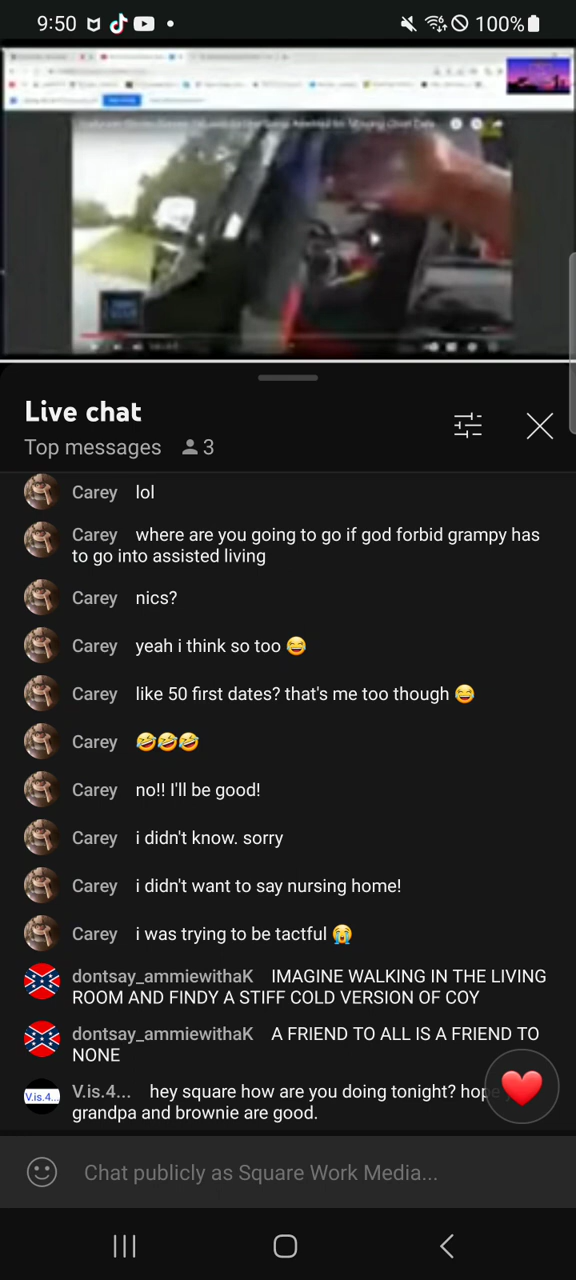 9:50
100%
Live chat
Top messages 3
Carey lol
Carey where are you going to go if god forbid grampy has
to go into assisted living
Carey nics?
Carey yeah i think so too 😂
Carey like 50 first dates? that's me too though 😂
Carey 🤣🤣🤣
Carey no!! I'll be good!
Carey i didn't know. sorry
Carey i didn't want to say nursing home!
Carey i was trying to be tactful 😭
dontsay_ammiewithaK IMAGINE WALKING IN THE LIVING
ROOM AND FINDY A STIFF COLD VERSION OF COY
dontsay_ammiewithaK A FRIEND TO ALL IS A FRIEND TO
NONE
V.is.4...
V.is.4... hey square how are you doing tonight? hope
grandpa and brownie are good.
Chat publicly as Square Work Media...